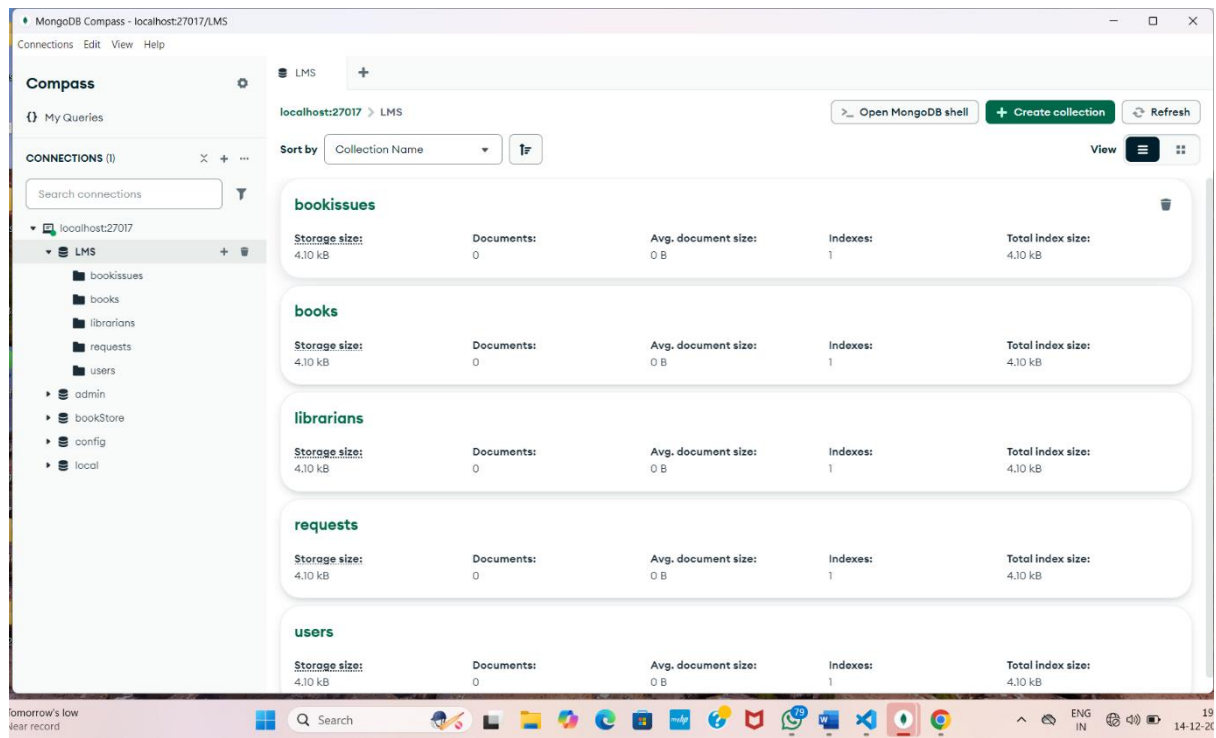 MongoDB Compass - localhost:27017/LMS
Connections Edit View Help
Compass
{} My Queries
CONNECTIONS (1)
Search connections
localhost:27017
LMS
bookissues
books
librarians
requests
users
admin
bookStore
config
local
LMS
localhost:27017 > LMS
>_ Open MongoDB shell
+ Create collection
Refresh
Sort by Collection Name
View
bookissues
Storage size: Documents: Avg. document size: Indexes: Total index size:
4.10 kB 0 0 B 1 4.10 kB
books
Storage size: Documents: Avg. document size: Indexes: Total index size:
4.10 kB 0 0 B 1 4.10 kB
librarians
Storage size: Documents: Avg. document size: Indexes: Total index size:
4.10 kB 0 0 B 1 4.10 kB
requests
Storage size: Documents: Avg. document size: Indexes: Total index size:
4.10 kB 0 0 B 1 4.10 kB
users
Storage size: Documents: Avg. document size: Indexes: Total index size:
4.10 kB 0 0 B 1 4.10 kB
omorrow's low
Near record
Search
79
ENG
IN
19
14-12-20